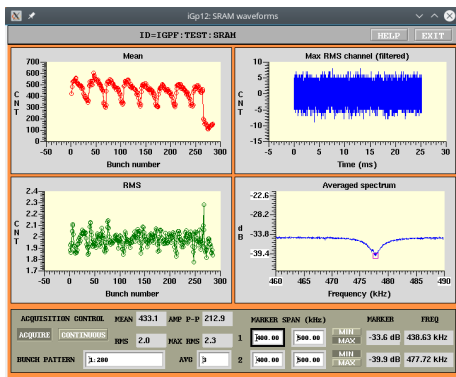 iGp12: SRAM waveforms
ID=IGPF:TEST:SRAM HELP EXIT
Mean
CNT
700
600
500
400
300
200
100
0
-50 0 50 100 150 200 250 300
Bunch number
Max RMS channel (filtered)
CNT
10
5
0
-5
-10
-15
-5 0 5 10 15 20 25 30
Time (ms)
RMS
CNT
2.4
2.3
2.2
2.1
2
1.9
1.8
1.7
-50 0 50 100 150 200 250 300
Bunch number
Averaged spectrum
dB
-22.6
-28.2
-33.8
-39.4
460 465 470 475 480 485 490
Frequency (kHz)
ACQUISITION CONTROL MEAN 433.1 AMP P-P 212.9
ACQUIRE CONTINUOUS RMS 2.0 MAX RMS 2.3
BUNCH PATTERN 1:280 AVG 3
MARKER SPAN (kHz) MARKER FREQ
1 400.00 500.00 MIN MAX -33.6 dB 438.63 kHz
2 400.00 500.00 MIN MAX -39.9 dB 477.72 kHz